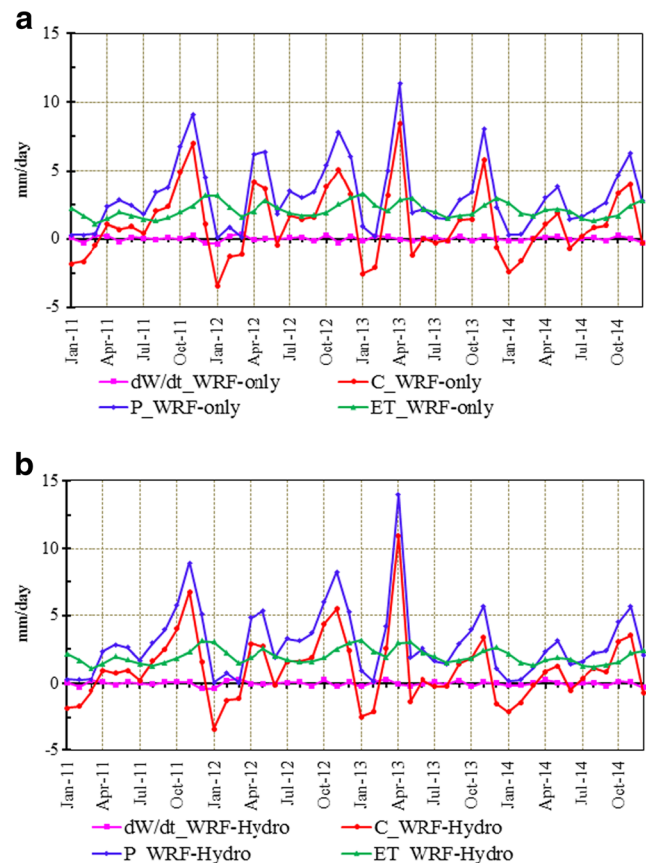 a
15
10
5
0
-5
mm/day
Jan-11
Apr-11
Jul-11
Oct-11
Jan-12
Apr-12
Jul-12
Oct-12
Jan-13
Apr-13
Jul-13
Oct-13
Jan-14
Apr-14
Jul-14
Oct-14
dW/dt_WRF-only
C_WRF-only
P_WRF-only
ET_WRF-only
b
15
10
5
0
-5
mm/day
Jan-11
Apr-11
Jul-11
Oct-11
Jan-12
Apr-12
Jul-12
Oct-12
Jan-13
Apr-13
Jul-13
Oct-13
Jan-14
Apr-14
Jul-14
Oct-14
dW/dt_WRF-Hydro
C_WRF-Hydro
P_WRF-Hydro
ET_WRF-Hydro